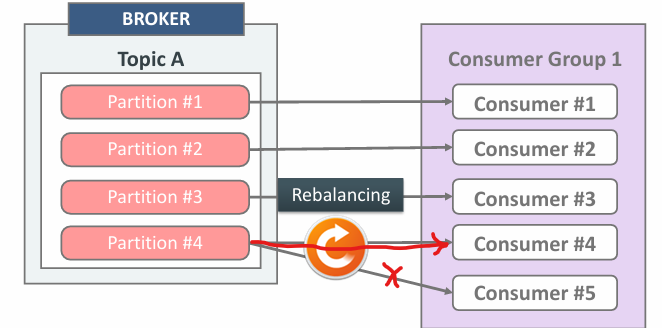 BROKER
Topic A
Partition #1
Partition #2
Partition #3
Partition #4
Rebalancing
Consumer Group 1
Consumer #1
Consumer #2
Consumer #3
Consumer #4
Consumer #5